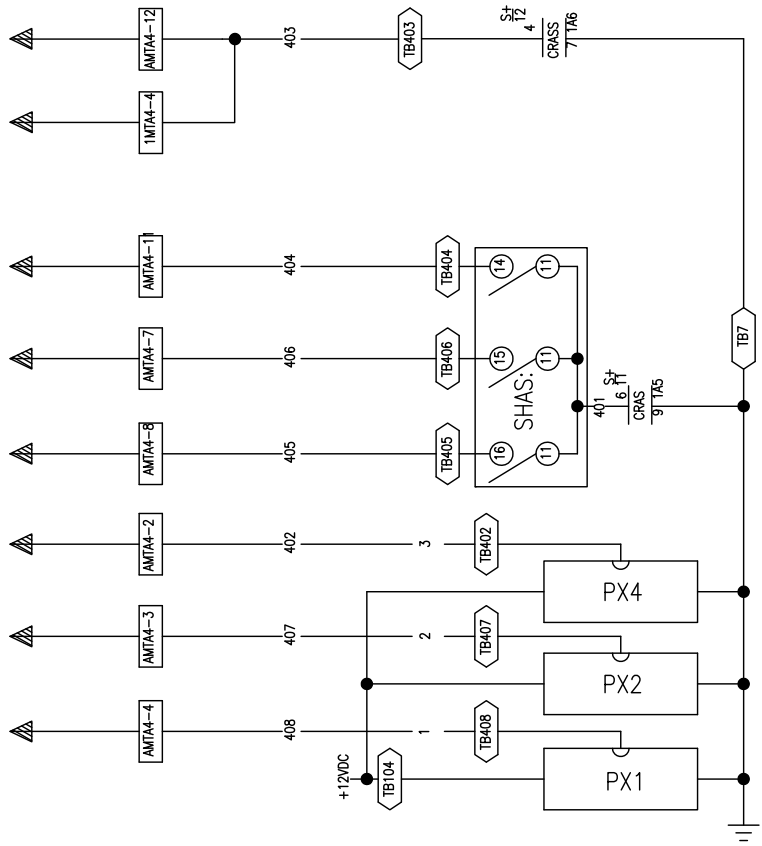 AMTA4-12
403
TB403
S+
12
4
CRASS
7
1A6
1MTA4-4
AMTA4-11
404
TB404
14
11
AMTA4-7
406
TB406
15
11
SHAS:
TB7
S+
11
401
6
CRAS
9
1A5
AMTA4-8
405
TB405
16
11
AMTA4-2
402
3
TB402
PX4
AMTA4-3
407
2
TB407
PX2
AMTA4-4
408
1
TB408
+12VDC
TB104
PX1